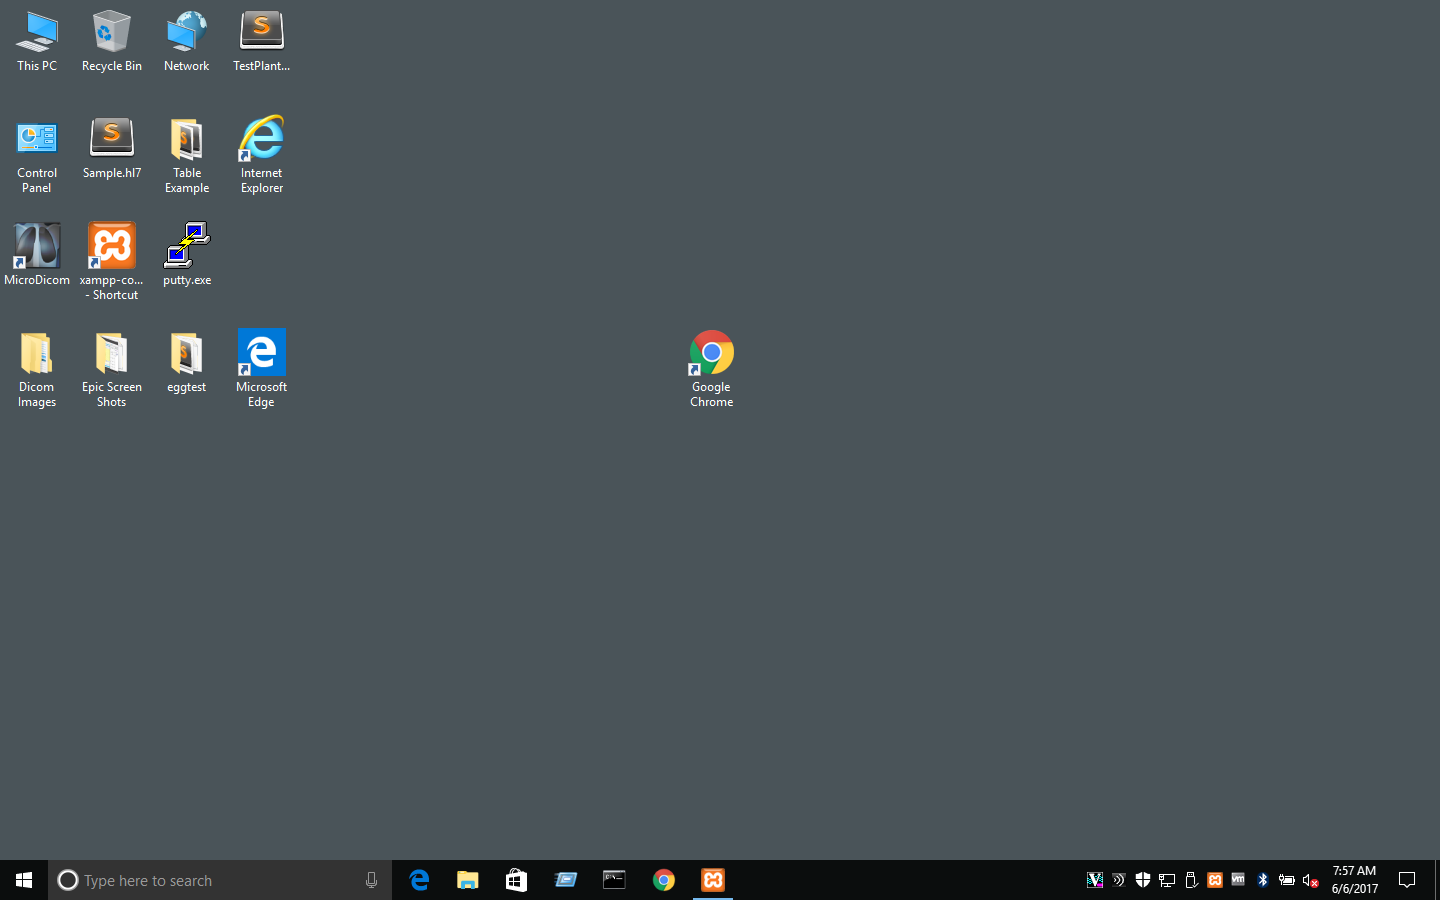 This PC
Recycle Bin
Network
TestPlant...
Control
Panel
Sample.hl7
Table
Example
Internet
Explorer
MicroDicom
xampp-co...
- Shortcut
putty.exe
Dicom
Images
Epic Screen
Shots
eggtest
Microsoft
Edge
Google
Chrome
Type here to search
7:57 AM
6/6/2017